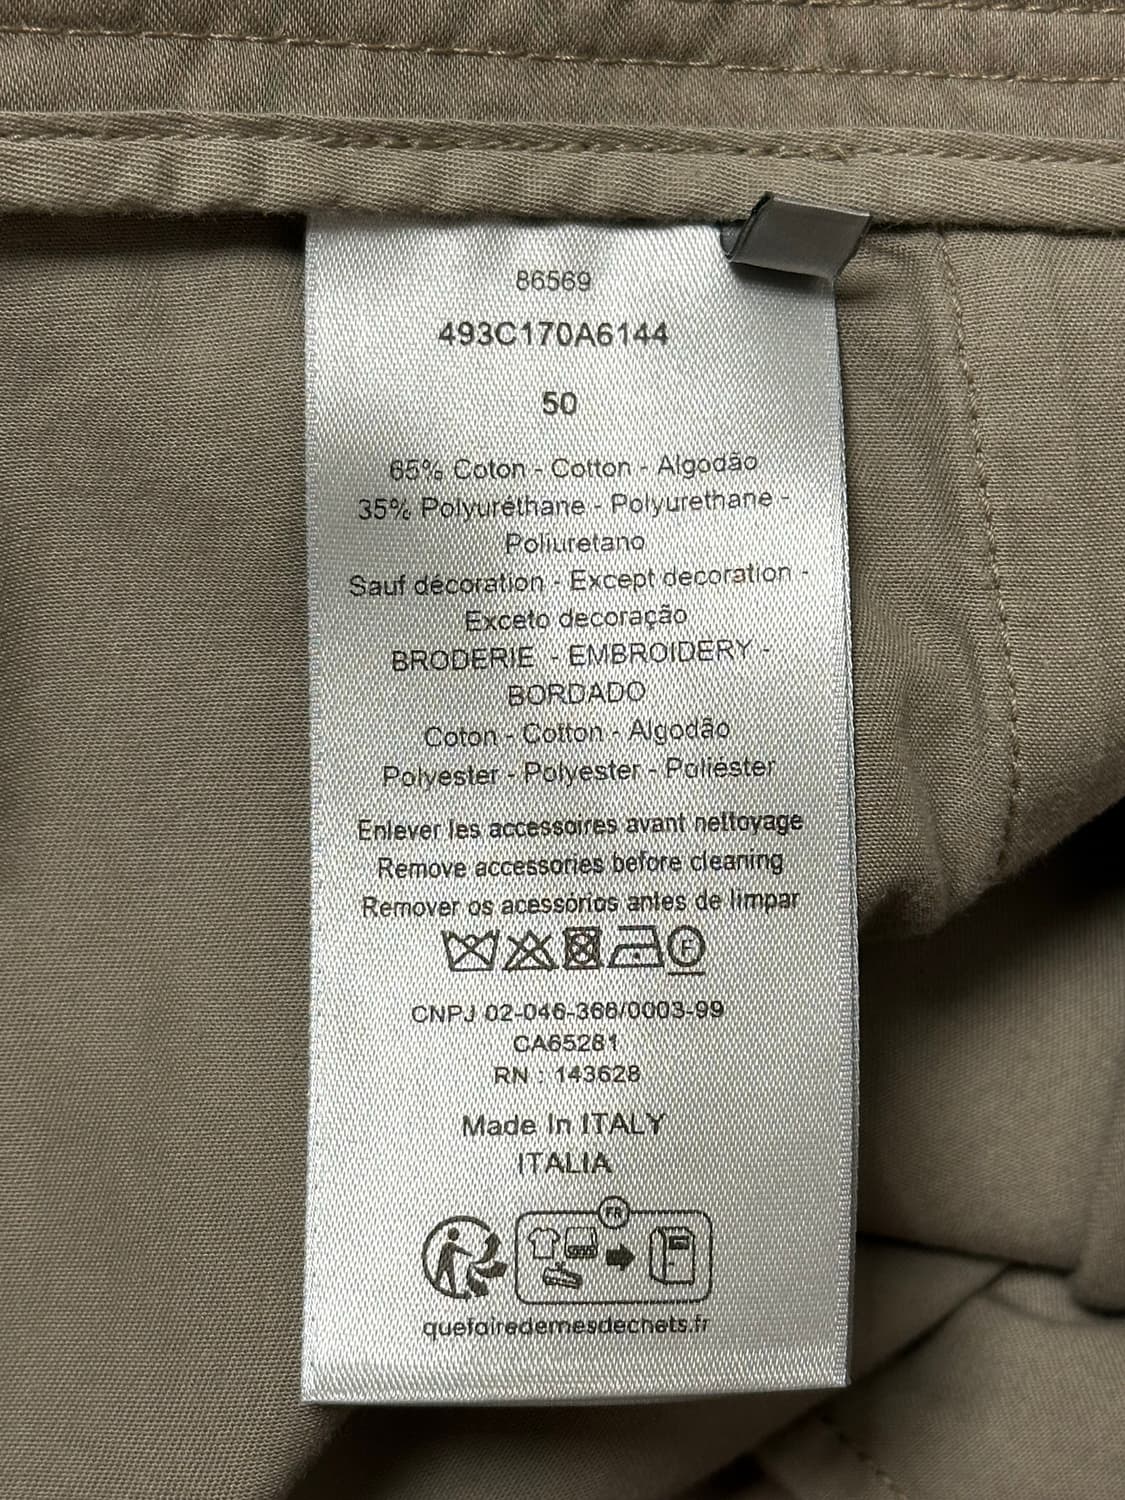 86569
493C170A6144
50
65% Coton - Cotton - Algodão
35% Polyuréthane - Polyurethane -
Poliuretano
Sauf décoration - Except decoration -
Exceto decoração
BRODERIE - EMBROIDERY -
BORDADO
Coton - Cotton - Algodão
Polyester - Polyester - Poliester
Enlever les accessoires avant nettoyage
Remove accessories before cleaning
Remover os acessórios antes de limpar
F
CNPJ 02-046-366/0003-99
CA65281
RN : 143628
Made In ITALY
ITALIA
FR
quefairedemesdechets.fr